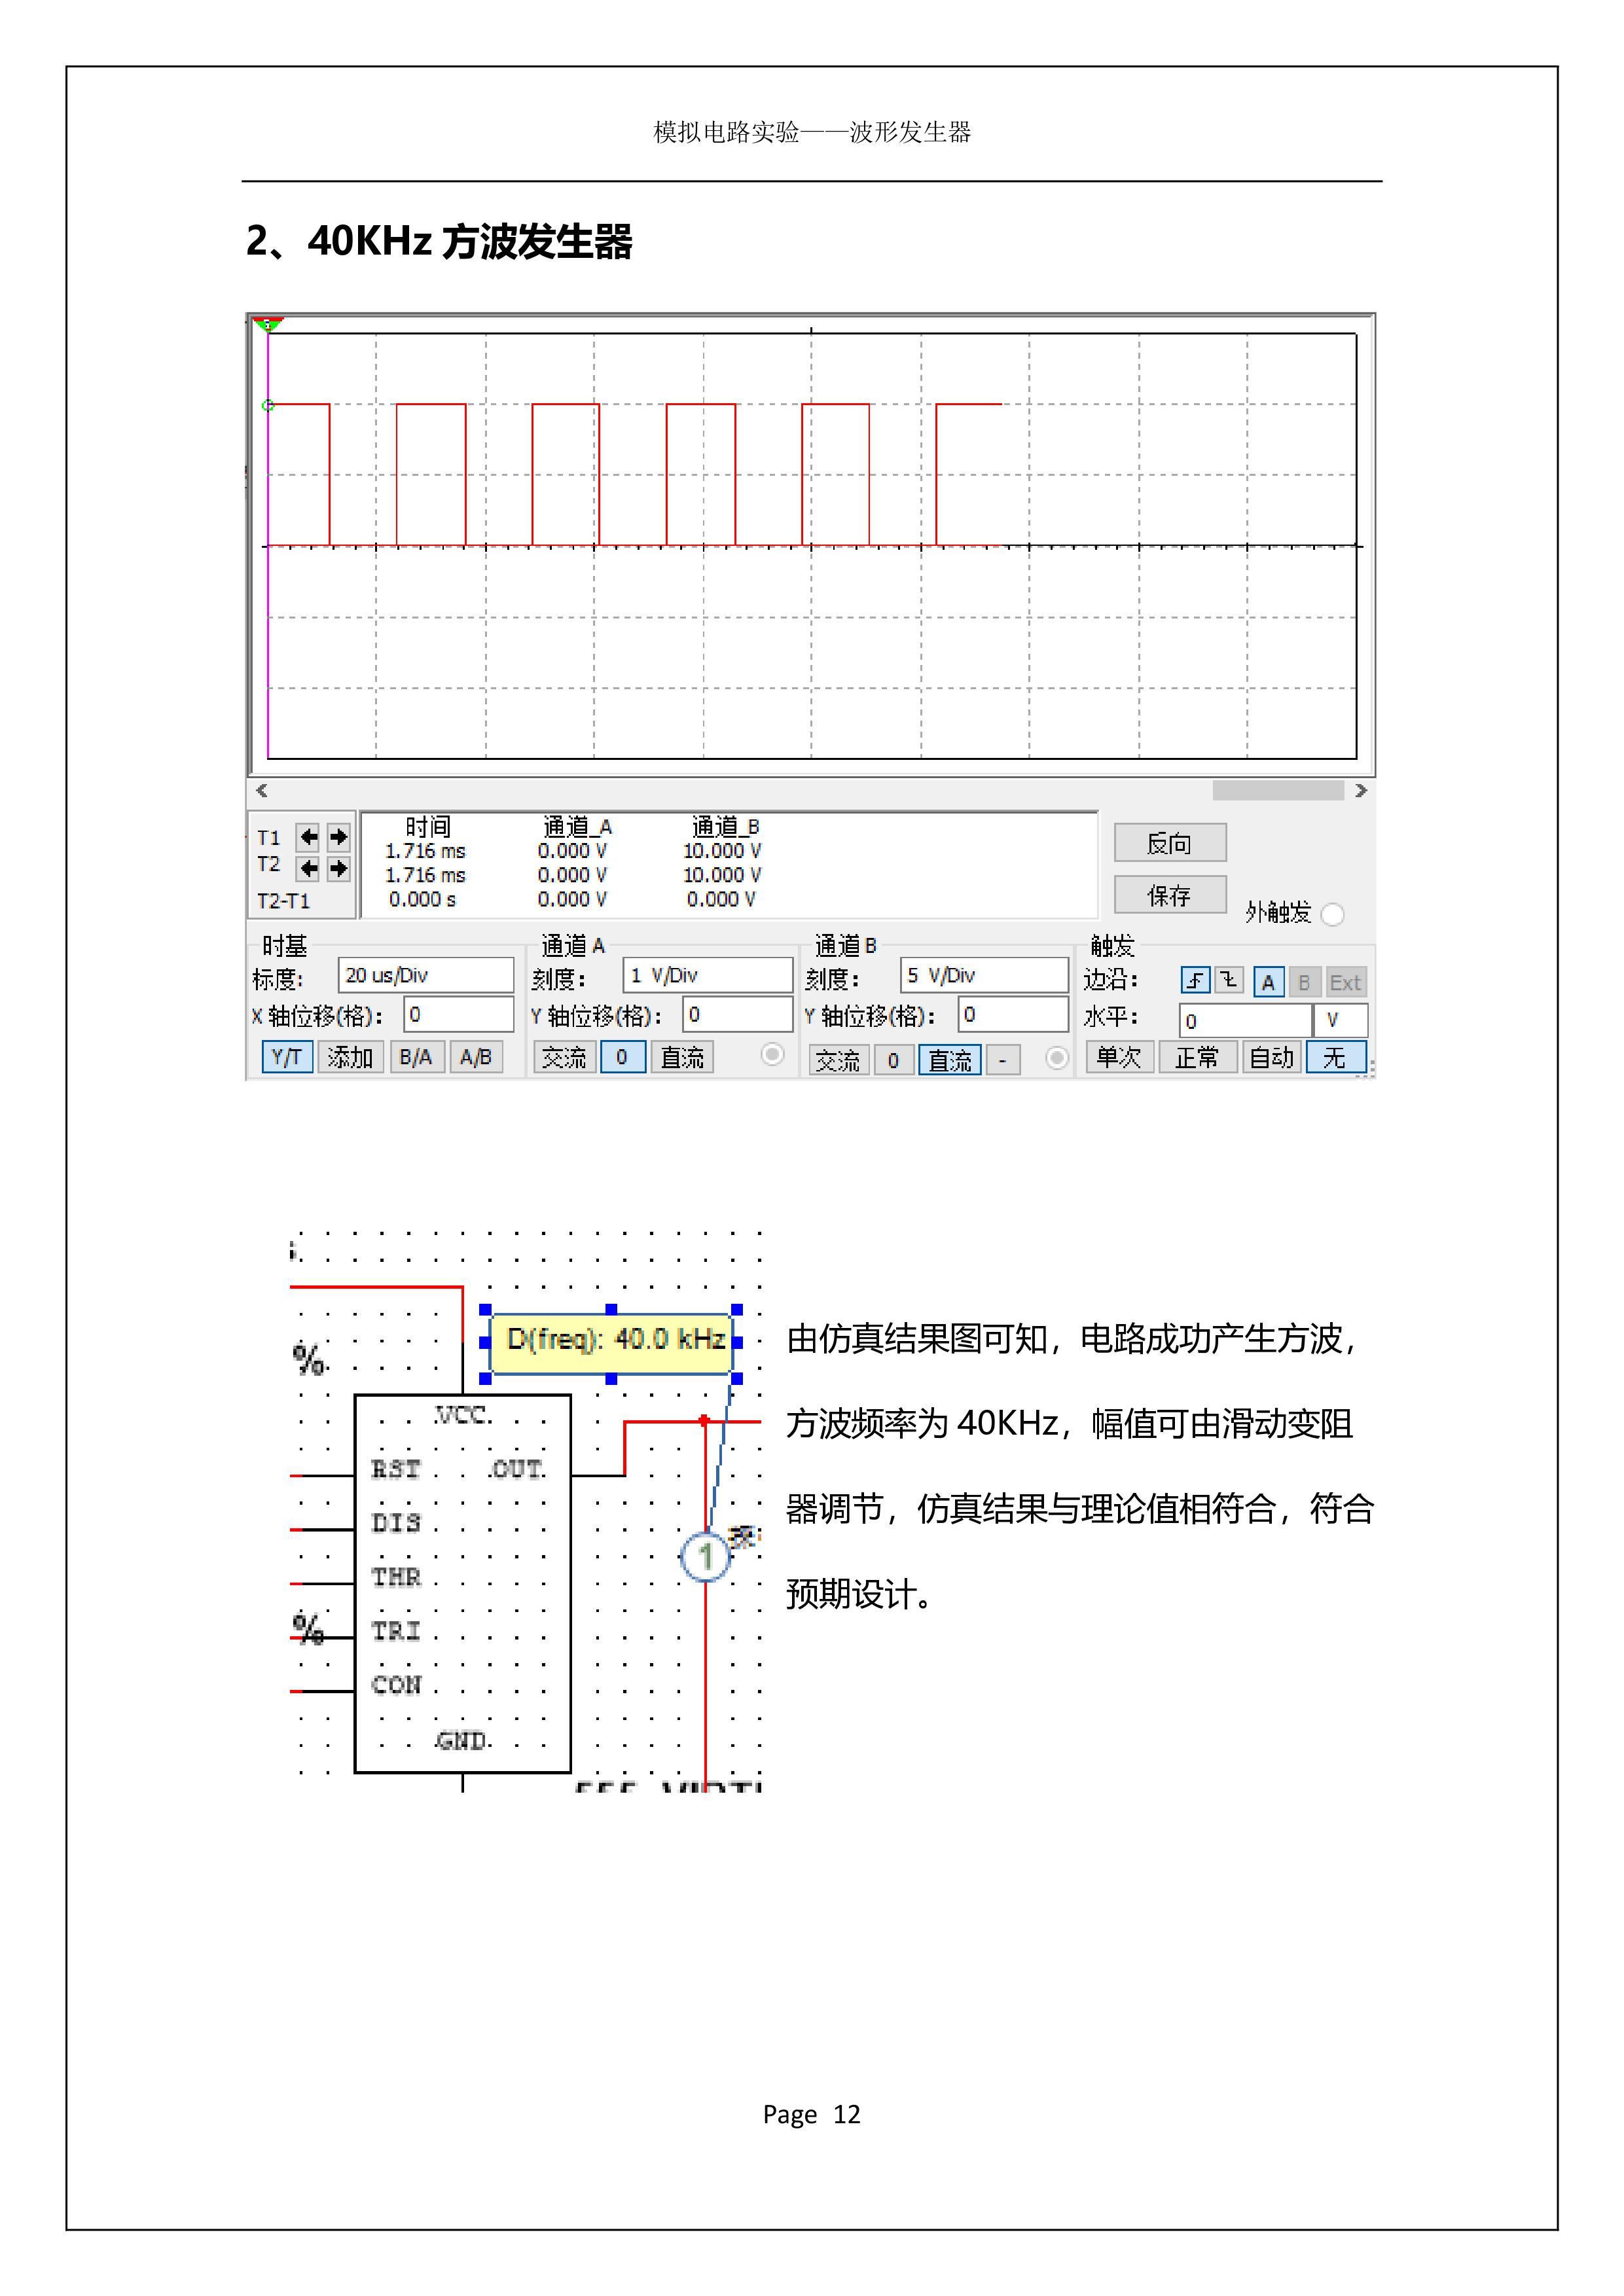 模拟电路实验——波形发生器
2、40KHz 方波发生器
时间 通道_A 通道_B
T1 1.716 ms 0.000 V 10.000 V
T2 1.716 ms 0.000 V 10.000 V
T2-T1 0.000 s 0.000 V 0.000 V
反向
保存
外触发
时基
标度: 20 us/Div
X 轴位移(格): 0
Y/T 添加 B/A A/B
通道 A
刻度: 1 V/Div
Y 轴位移(格): 0
交流 0 直流
通道 B
刻度: 5 V/Div
Y 轴位移(格): 0
交流 0 直流 -
触发
边沿: A B Ext
水平: 0 V
单次 正常 自动 无
D(freq): 40.0 kHz
%
VCC
RST OUT
DIS
THR
1
TRI
%
CON
GND
由仿真结果图可知，电路成功产生方波，
方波频率为 40KHz，幅值可由滑动变阻
器调节，仿真结果与理论值相符合，符合
预期设计。
Page 12